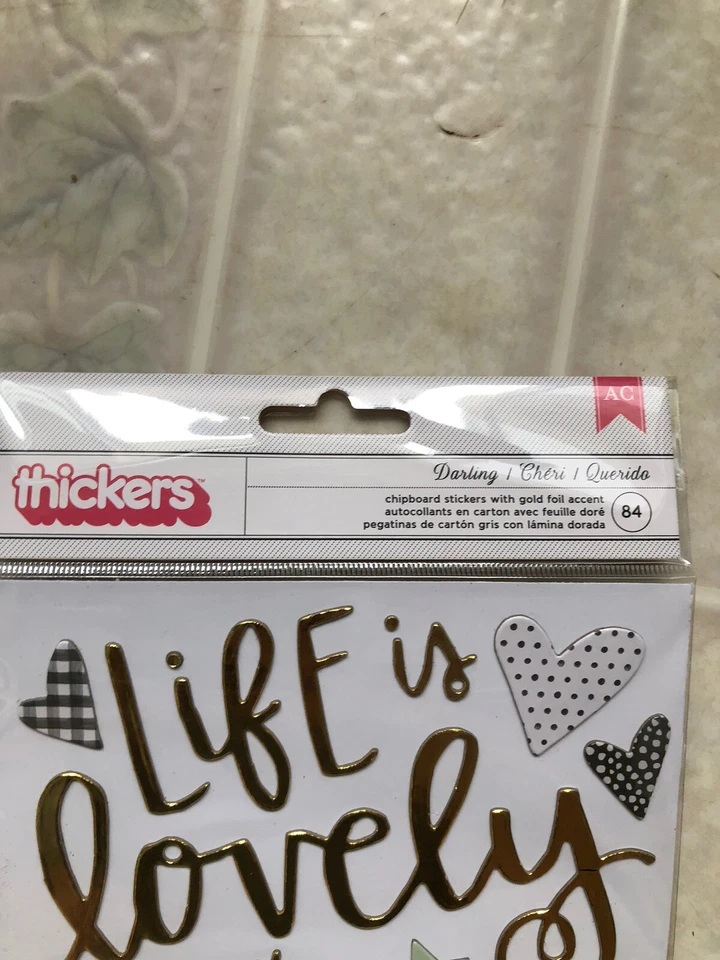 AC
thickers™
Darling / Chéri / Querido
chipboard stickers with gold foil accent
autocollants en carton avec feuille doré
pegatinas de cartón gris con lámina dorada
84
LifE is
lovely